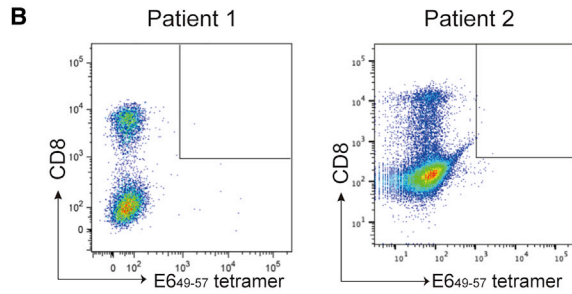 B
Patient 1
Patient 2
CD8
10⁵
10⁴
10³
10²
0
0 10² 10³ 10⁴ 10⁵
E6₄₉₋₅₇ tetramer
CD8
10⁵
10⁴
10³
10²
10¹
10¹ 10² 10³ 10⁴ 10⁵
E6₄₉₋₅₇ tetramer